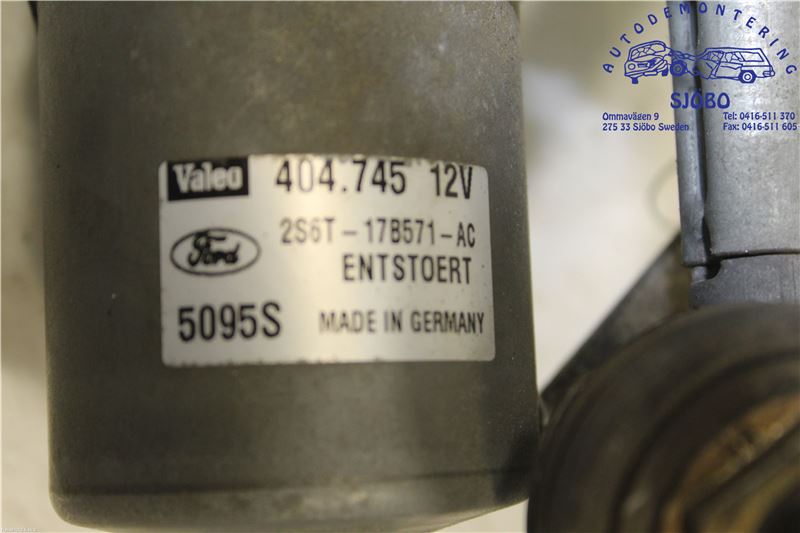 AUTODEMONTERING
SJÖBO
Ommavägen 9
275 33 Sjöbo Sweden
Tel: 0416-511 370
Fax: 0416-511 605
Valeo 404.745 12V
Ford 2S6T-17B571-AC
ENTSTOERT
5095S MADE IN GERMANY